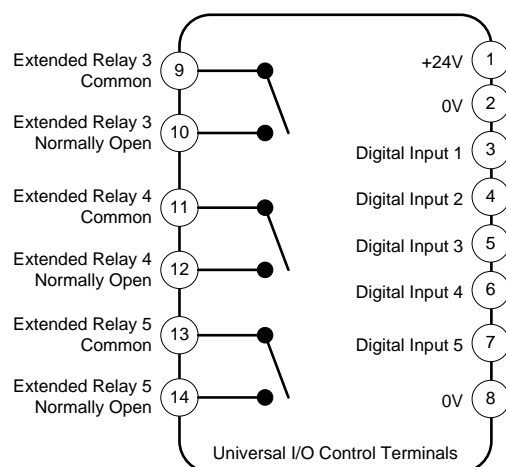 Extended Relay 3
Common
9
Extended Relay 3
Normally Open
10
Extended Relay 4
Common
11
Extended Relay 4
Normally Open
12
Extended Relay 5
Common
13
Extended Relay 5
Normally Open
14
+24V 1
0V 2
Digital Input 1 3
Digital Input 2 4
Digital Input 3 5
Digital Input 4 6
Digital Input 5 7
0V 8
Universal I/O Control Terminals